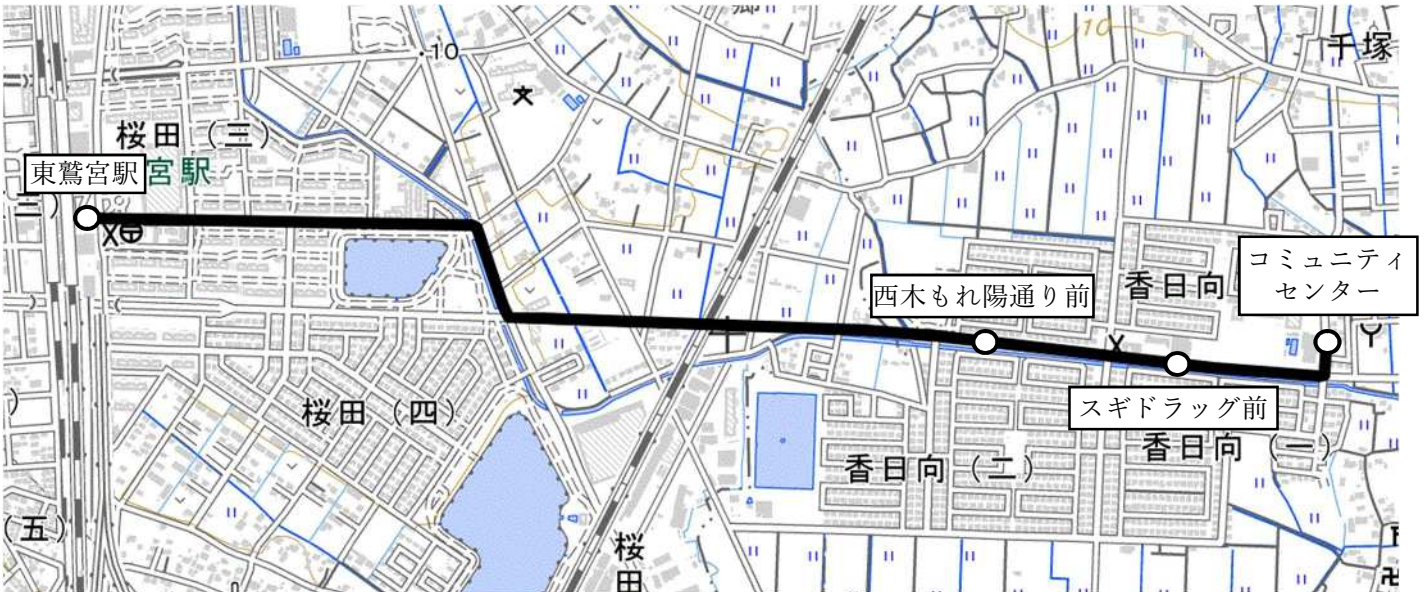 郷
・10
10
千塚
桜田（三）
東鷲宮駅
宮駅
三）
西木もれ陽通り前
香日向
コミュニティ
センター
桜田（四）
スギドラッグ前
香日向（二）
香日向（一）
（五）
桜
田